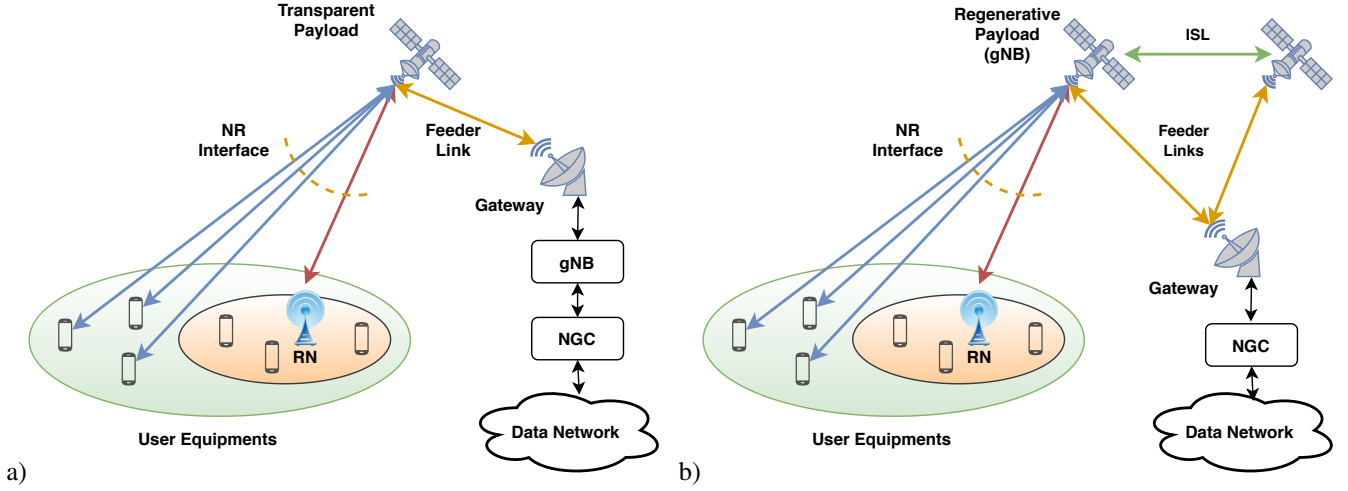 Transparent
Payload
NR
Interface
Feeder
Link
Gateway
gNB
NGC
RN
Data Network
User Equipments
a)
Regenerative
Payload
(gNB)
ISL
NR
Interface
Feeder
Links
Gateway
NGC
RN
Data Network
User Equipments
b)